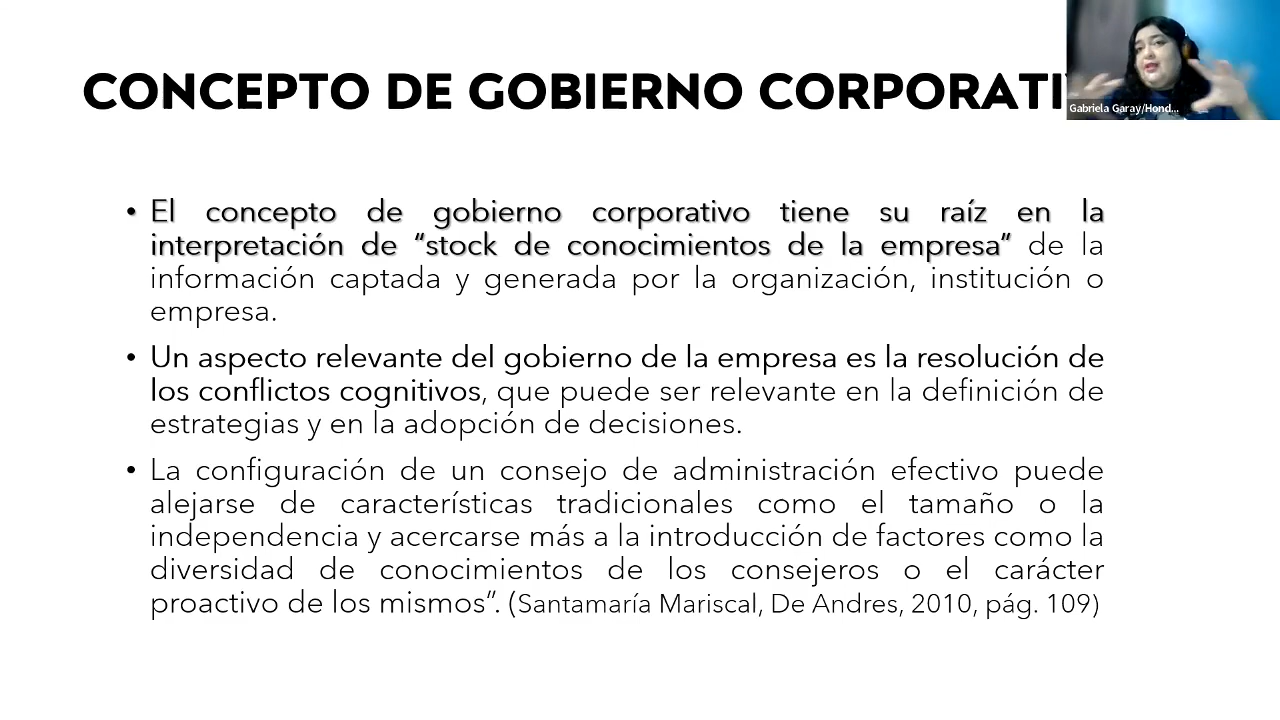 CONCEPTO DE GOBIERNO CORPORATI
Gabriela Garay/Hond...
• El concepto de gobierno corporativo tiene su raíz en la
interpretación de “stock de conocimientos de la empresa” de la
información captada y generada por la organización, institución o
empresa.
• Un aspecto relevante del gobierno de la empresa es la resolución de
los conflictos cognitivos, que puede ser relevante en la definición de
estrategias y en la adopción de decisiones.
• La configuración de un consejo de administración efectivo puede
alejarse de características tradicionales como el tamaño o la
independencia y acercarse más a la introducción de factores como la
diversidad de conocimientos de los consejeros o el carácter
proactivo de los mismos”. (Santamaría Mariscal, De Andres, 2010, pág. 109)